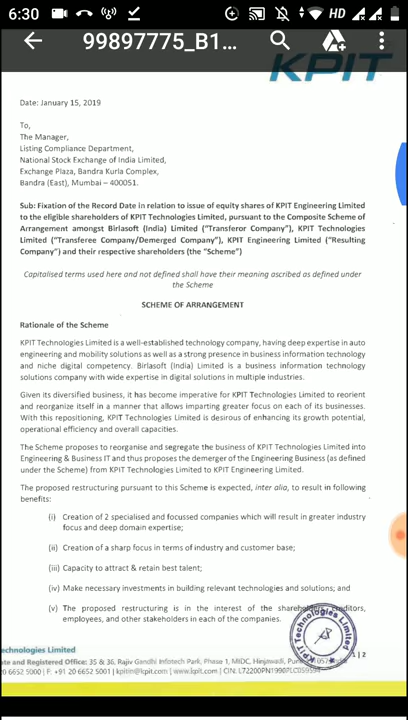 6:30
HD
99897775_B1...
KPIT
Date: January 15, 2019
To,
The Manager,
Listing Compliance Department,
National Stock Exchange of India Limited,
Exchange Plaza, Bandra Kurla Complex,
Bandra (East), Mumbai – 400051.
Sub: Fixation of the Record Date in relation to issue of equity shares of KPIT Engineering Limited
to the eligible shareholders of KPIT Technologies Limited, pursuant to the Composite Scheme of
Arrangement amongst Birlasoft (India) Limited ("Transferor Company"), KPIT Technologies
Limited ("Transferee Company/Demerged Company"), KPIT Engineering Limited ("Resulting
Company") and their respective shareholders (the "Scheme")
Capitalised terms used here and not defined shall have their meaning ascribed as defined under
the Scheme
SCHEME OF ARRANGEMENT
Rationale of the Scheme
KPIT Technologies Limited is a well-established technology company, having deep expertise in auto
engineering and mobility solutions as well as a strong presence in business information technology
and niche digital competency. Birlasoft (India) Limited is a business information technology
solutions company with wide expertise in digital solutions in multiple industries.
Given its diversified business, it has become imperative for KPIT Technologies Limited to reorient
and reorganize itself in a manner that allows imparting greater focus on each of its businesses.
With this repositioning, KPIT Technologies Limited is desirous of enhancing its growth potential,
operational efficiency and overall capacities.
The Scheme proposes to reorganise and segregate the business of KPIT Technologies Limited into
Engineering & Business IT and thus proposes the demerger of the Engineering Business (as defined
under the Scheme) from KPIT Technologies Limited to KPIT Engineering Limited.
The proposed restructuring pursuant to this Scheme is expected, inter alia, to result in following
benefits:
(i) Creation of 2 specialised and focussed companies which will result in greater industry
focus and deep domain expertise;
(ii) Creation of a sharp focus in terms of industry and customer base;
(iii) Capacity to attract & retain best talent;
(iv) Make necessary investments in building relevant technologies and solutions; and
(v) The proposed restructuring is in the interest of the shareholders, creditors,
employees, and other stakeholders in each of the companies.
KPIT Technologies Limited
1 | 2
echnologies Limited
ate and Registered Office: 35 & 36, Rajiv Gandhi Infotech Park, Phase 1, MIDC, Hinjawadi,
20 6652 5000 | F: +91 20 6652 5001 | kpitin@kpit.com | www.kpit.com | CIN: